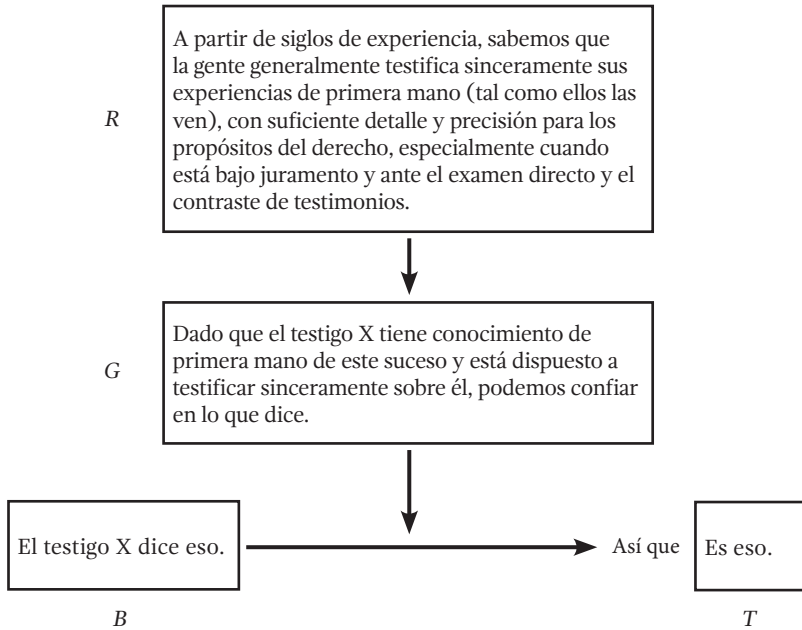 A partir de siglos de experiencia, sabemos que
la gente generalmente testifica sinceramente sus
experiencias de primera mano (tal como ellos las
ven), con suficiente detalle y precisión para los
propósitos del derecho, especialmente cuando
está bajo juramento y ante el examen directo y el
contraste de testimonios.
R
Dado que el testigo X tiene conocimiento de
primera mano de este suceso y está dispuesto a
testificar sinceramente sobre él, podemos confiar
en lo que dice.
G
El testigo X dice eso.
Así que
Es eso.
B
T